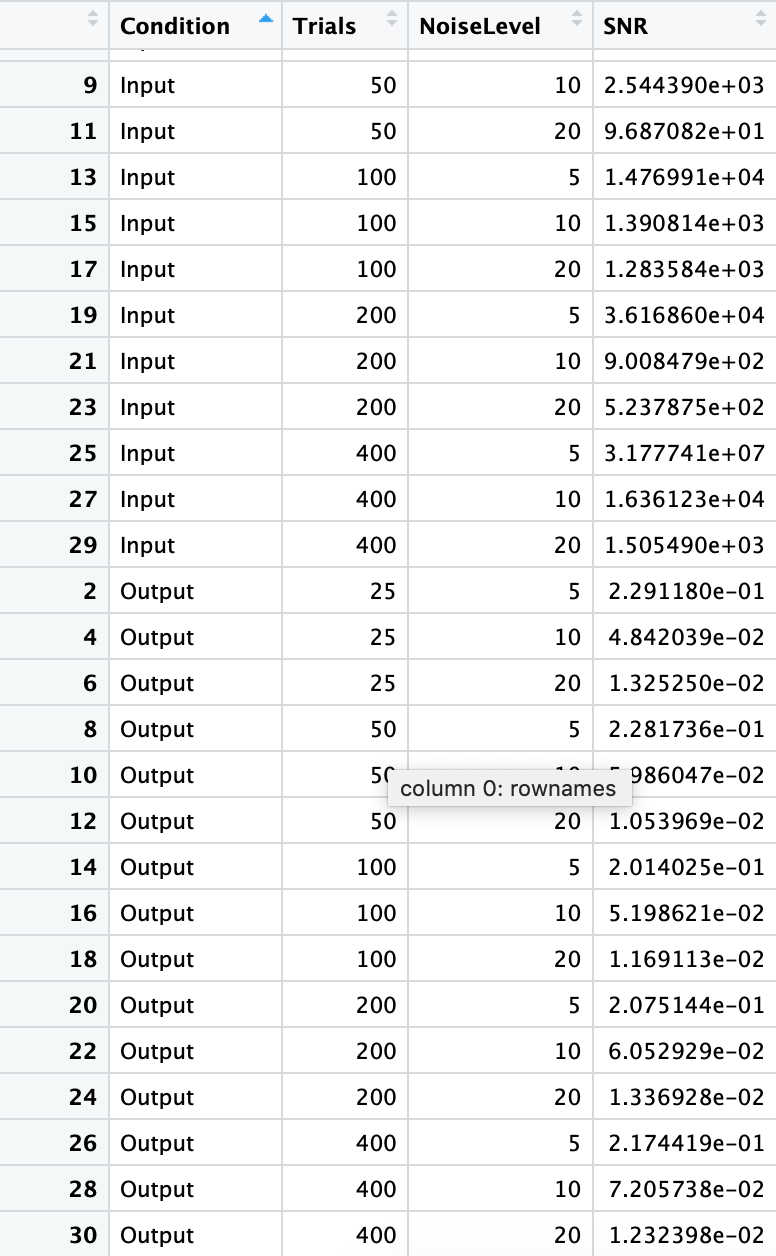 Condition Trials NoiseLevel SNR
9 Input 50 10 2.544390e+03
11 Input 50 20 9.687082e+01
13 Input 100 5 1.476991e+04
15 Input 100 10 1.390814e+03
17 Input 100 20 1.283584e+03
19 Input 200 5 3.616860e+04
21 Input 200 10 9.008479e+02
23 Input 200 20 5.237875e+02
25 Input 400 5 3.177741e+07
27 Input 400 10 1.636123e+04
29 Input 400 20 1.505490e+03
2 Output 25 5 2.291180e−01
4 Output 25 10 4.842039e−02
6 Output 25 20 1.325250e−02
8 Output 50 5 2.281736e−01
10 Output 50
column 0: rownames
12 Output 50 20 1.053969e−02
14 Output 100 5 2.014025e−01
16 Output 100 10 5.198621e−02
18 Output 100 20 1.169113e−02
20 Output 200 5 2.075144e−01
22 Output 200 10 6.052929e−02
24 Output 200 20 1.336928e−02
26 Output 400 5 2.174419e−01
28 Output 400 10 7.205738e−02
30 Output 400 20 1.232398e−02